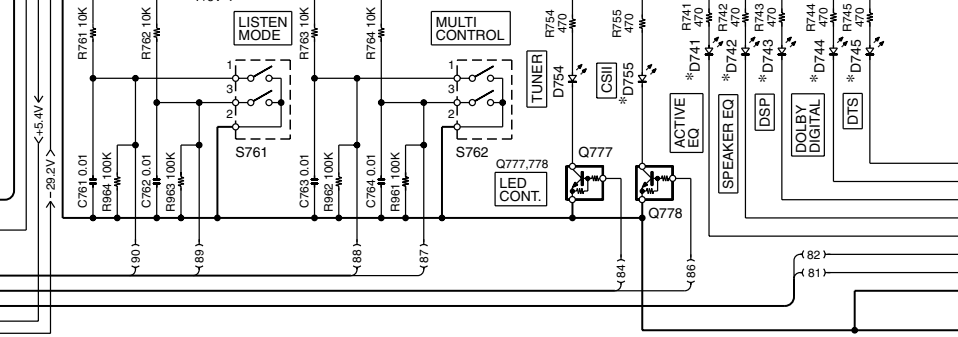 R761 10K
R762 10K
LISTEN
MODE
R763 10K
R764 10K
MULTI
CONTROL
R754
470
R755
470
R741
470
R742
470
R743
470
R744
470
R745
470
TUNER
D754
CSII
*D755
*D741
*D742
*D743
*D744
*D745
ACTIVE
EQ
SPEAKER EQ
DSP
DOLBY
DIGITAL
DTS
1
3
2
S761
1
3
2
S762
+5.4V
-29.2V
C761 0.01
R964 100K
C762 0.01
R963 100K
C763 0.01
R962 100K
C764 0.01
R961 100K
Q777
Q777,778
LED
CONT.
Q778
90
89
88
87
84
86
82
81